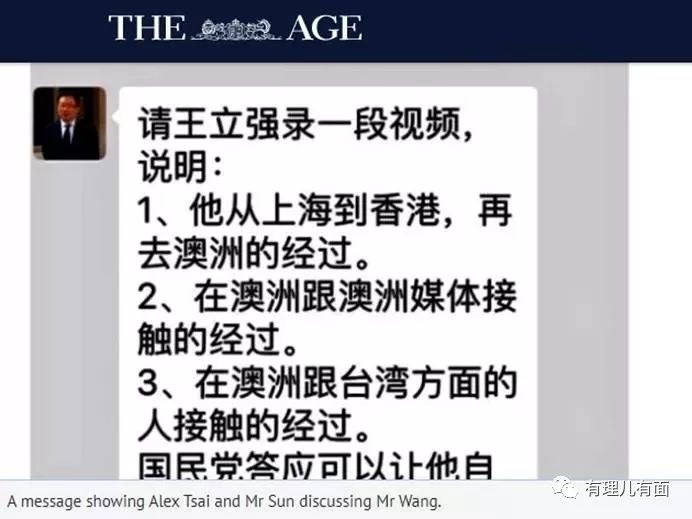 THE AGE
请王立强录一段视频，
说明：
1、他从上海到香港，再
去澳洲的经过。
2、在澳洲跟澳洲媒体接
触的经过。
3、在澳洲跟台湾方面的
人接触的经过。
国民党答应可以让他自
有理儿有面
A message showing Alex Tsai and Mr Sun discussing Mr Wang.